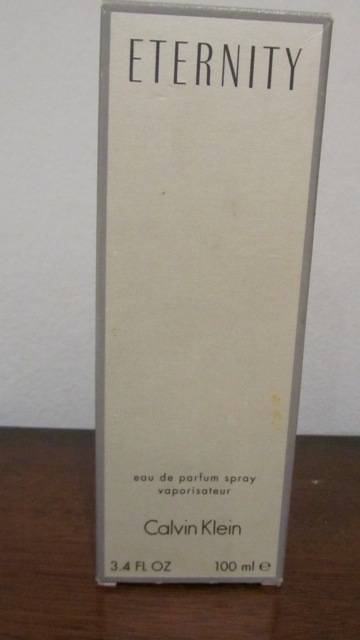 ETERNITY
eau de parfum spray
vaporisateur
Calvin Klein
3.4 FL OZ 100 ml ℮